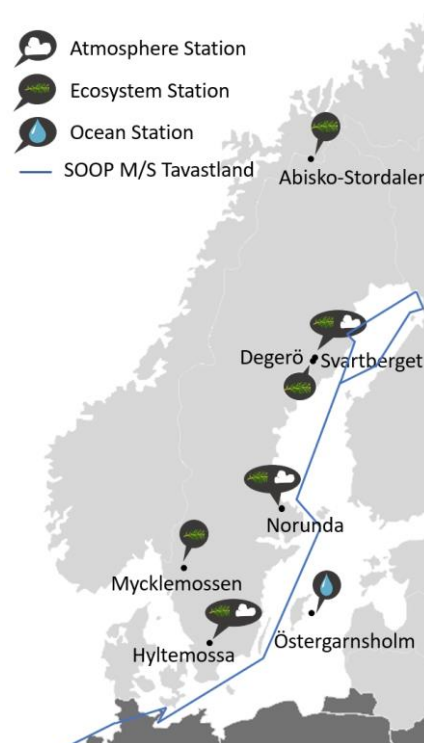 Atmosphere Station
Ecosystem Station
Ocean Station
SOOP M/S Tavastland
Abisko-Stordalen
Degerö
Svartberget
Norunda
Mycklemossen
Östergarnsholm
Hyltemossa